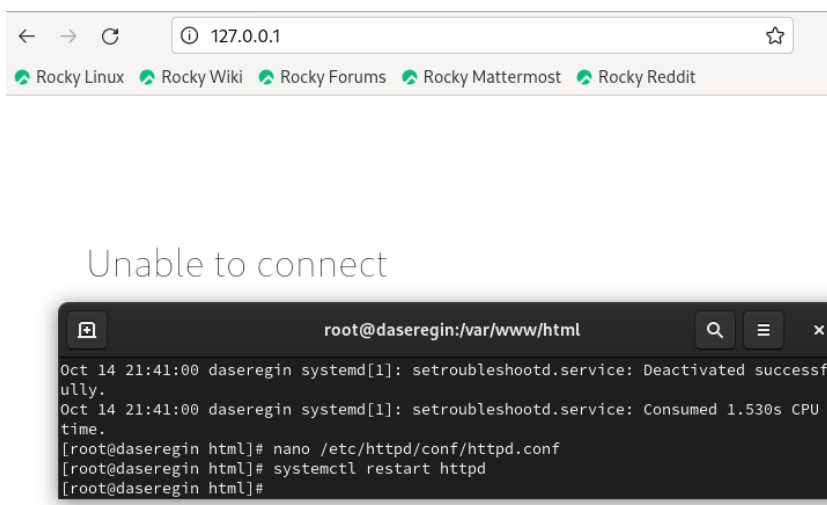 127.0.0.1
Rocky Linux Rocky Wiki Rocky Forums Rocky Mattermost Rocky Reddit
Unable to connect
root@daseregin:/var/www/html
Oct 14 21:41:00 daseregin systemd[1]: setroubleshootd.service: Deactivated successf
ully.
Oct 14 21:41:00 daseregin systemd[1]: setroubleshootd.service: Consumed 1.530s CPU
time.
[root@daseregin html]# nano /etc/httpd/conf/httpd.conf
[root@daseregin html]# systemctl restart httpd
[root@daseregin html]#